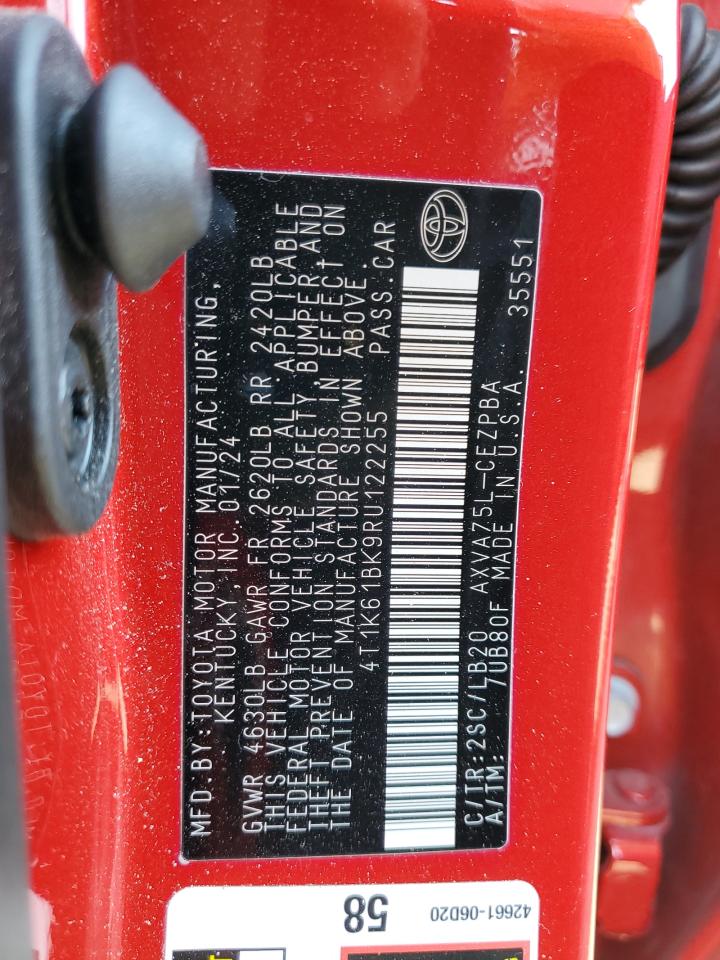 MFD.BY:TOYOTA MOTOR MANUFACTURING,
KENTUCKY, INC. 01/24
GVWR 4630LB GAWR FR 2620LB RR 2420LB
THIS VEHICLE CONFORMS TO ALL APPLICABLE
FEDERAL MOTOR VEHICLE SAFETY, BUMPER, AND
THEFT PREVENTION STANDARDS IN EFFECT ON
THE DATE OF MANUFACTURE SHOWN ABOVE.
4T1K61BK9RU122255 PASS. CAR
C/TR:2SC/LB20 AXVA75L-CEZPBA
A/TM: 7UB80F MADE IN U.S.A. 35551
58
42661-06D20